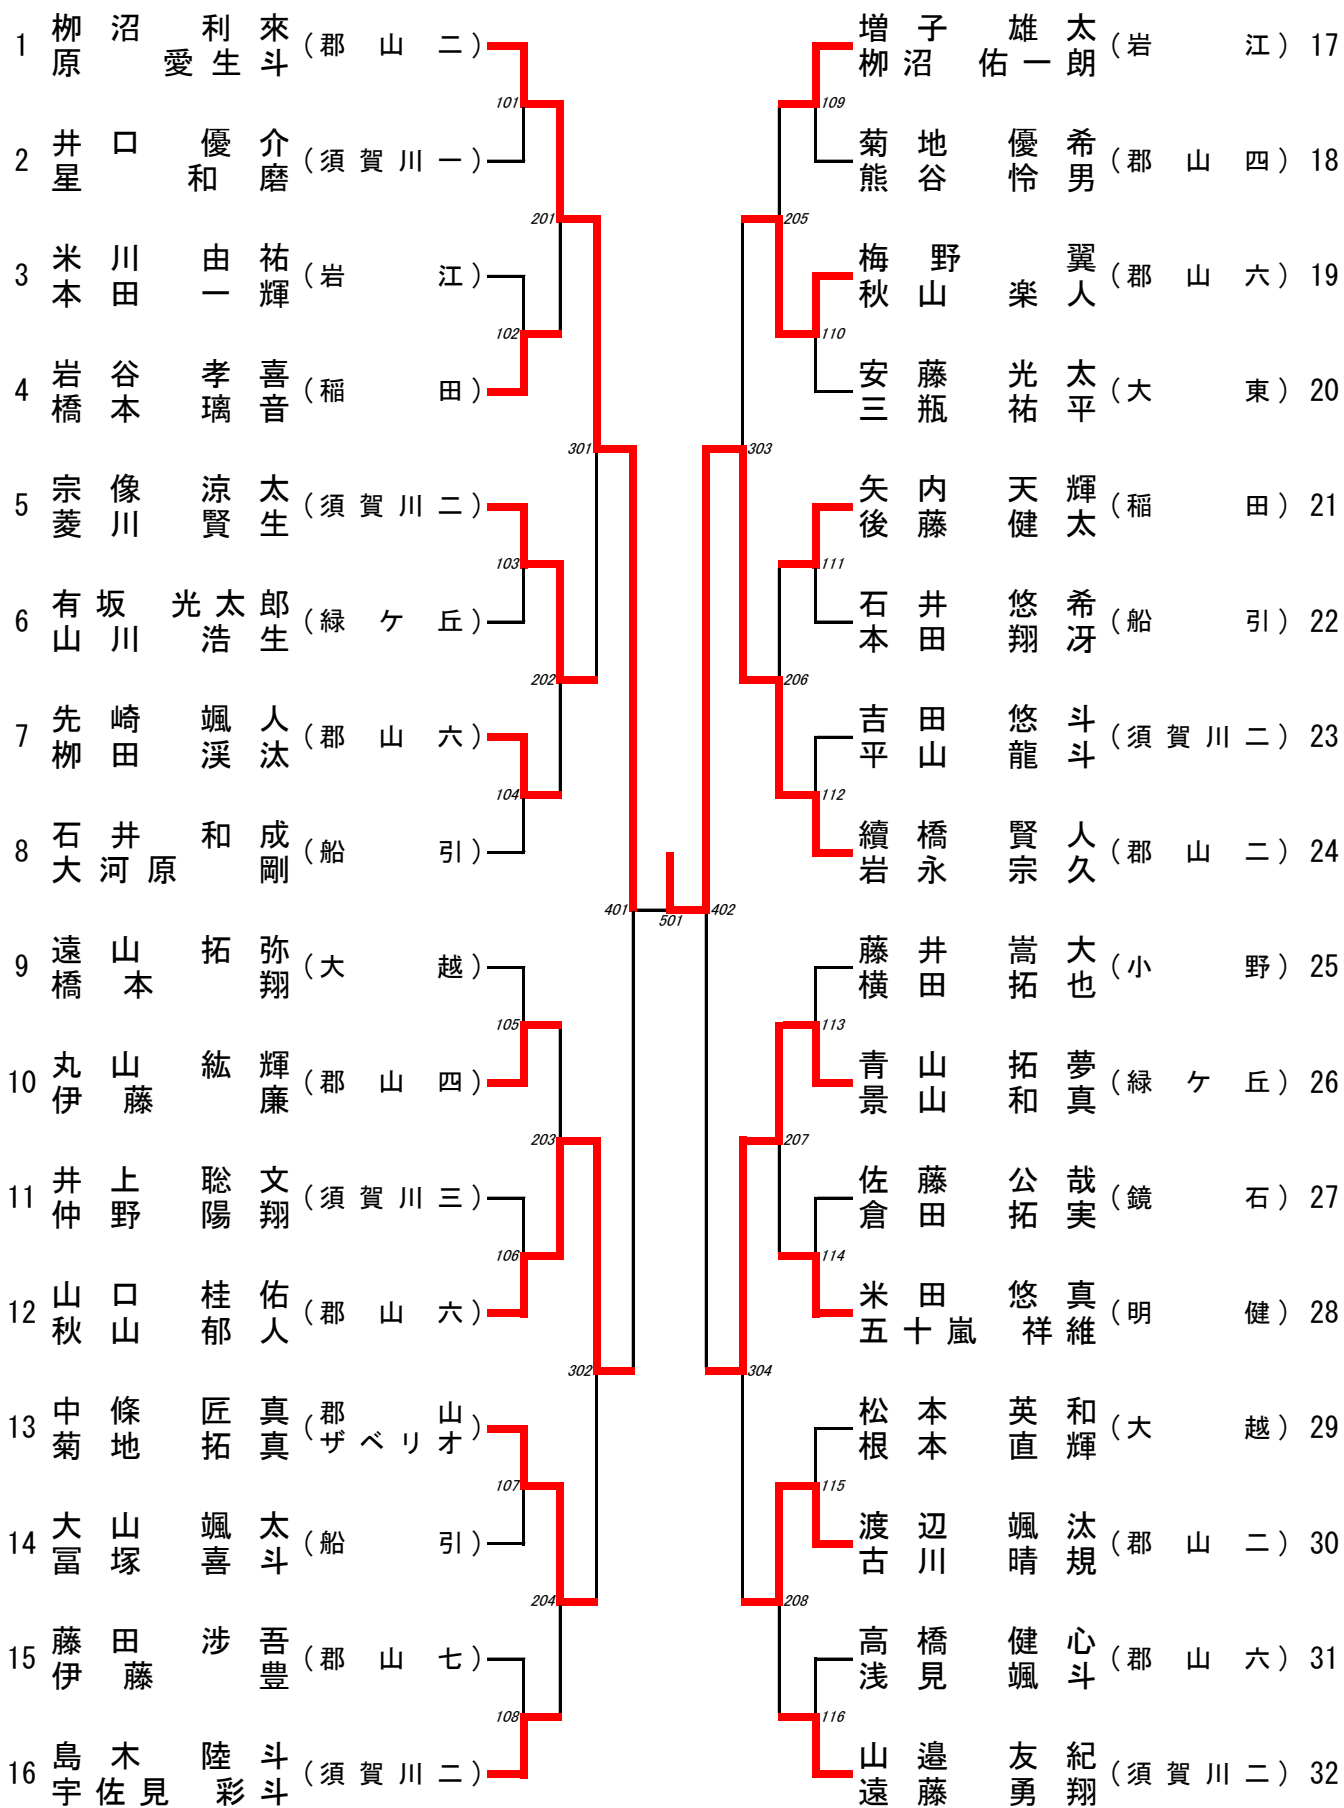 1 栁沼利來 (郡山二)
原愛生斗
2 井口優介 (須賀川一)
星和磨
3 米川由祐 (岩江)
本田一輝
4 岩谷孝喜 (稲田)
橋本璃音
5 宗像涼太 (須賀川二)
菱川賢生
6 有坂光太郎 (緑ケ丘)
山川浩生
7 先崎颯人 (郡山六)
栁田渓汰
8 石井和成 (船引)
大河原剛
9 遠山拓弥 (大越)
橋本翔
10 丸山紘輝 (郡山四)
伊藤廉
11 井上聡文 (須賀川三)
仲野陽翔
12 山口桂佑 (郡山六)
秋山郁人
13 中條匠真 (郡山
菊地拓真 ザベリオ)
14 大山颯太 (船引)
冨塚喜斗
15 藤田渉吾 (郡山七)
伊藤豊
16 島木陸斗 (須賀川二)
宇佐見彩斗
101
102
103
104
105
106
107
108
201
202
203
204
301
302
401
501
402
303
304
205
206
207
208
109
110
111
112
113
114
115
116
増子雄太 (岩江) 17
栁沼佑一朗
菊地優希 (郡山四) 18
熊谷怜男
梅野翼 (郡山六) 19
秋山楽人
安藤光太 (大東) 20
三瓶祐平
矢内天輝 (稲田) 21
後藤健太
石井悠希 (船引) 22
本田翔冴
吉田悠斗 (須賀川二) 23
平山龍斗
續橋賢人 (郡山二) 24
岩永宗久
藤井嵩大 (小野) 25
横田拓也
青山拓夢 (緑ケ丘) 26
景山和真
佐藤公哉 (鏡石) 27
倉田拓実
米田悠真 (明健) 28
五十嵐祥維
松本英和 (大越) 29
根本直輝
渡辺颯汰 (郡山二) 30
古川晴規
高橋健心 (郡山六) 31
浅見颯斗
山邉友紀 (須賀川二) 32
遠藤勇翔